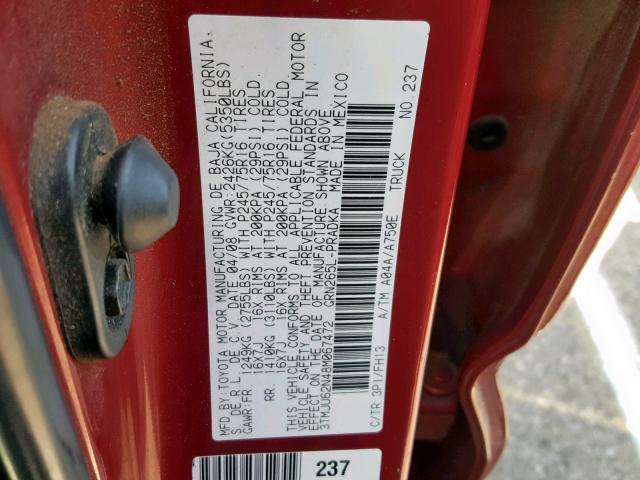 MFD.BY:TOYOTA MOTOR MANUFACTURING DE BAJA CALIFORNIA,
S. DE R.L. DE C.V. DATE 04/08 GVWR:2426KG(5350LBS)
GAWR:FR. 1249KG (2755LBS) WITH P245/75R16 TIRES
16X7J 16X RIMS AT 200KPA (29PSI) COLD.
RR. 1410KG (3110LBS) WITH P245/75R16 TIRES
16X7J 16X RIMS AT 200KPA (29PSI) COLD.
THIS VEHICLE CONFORMS TO ALL APPLICABLE FEDERAL MOTOR
VEHICLE SAFETY AND THEFT PREVENTION STANDARDS IN
EFFECT ON THE DATE OF MANUFACTURE SHOWN ABOVE.
3TMJU62N48M067472 GRN265L-PRADKA MADE IN MEXICO
C/TR 3P1/FH13 A/TM A04A/A750E TRUCK NO.237
237